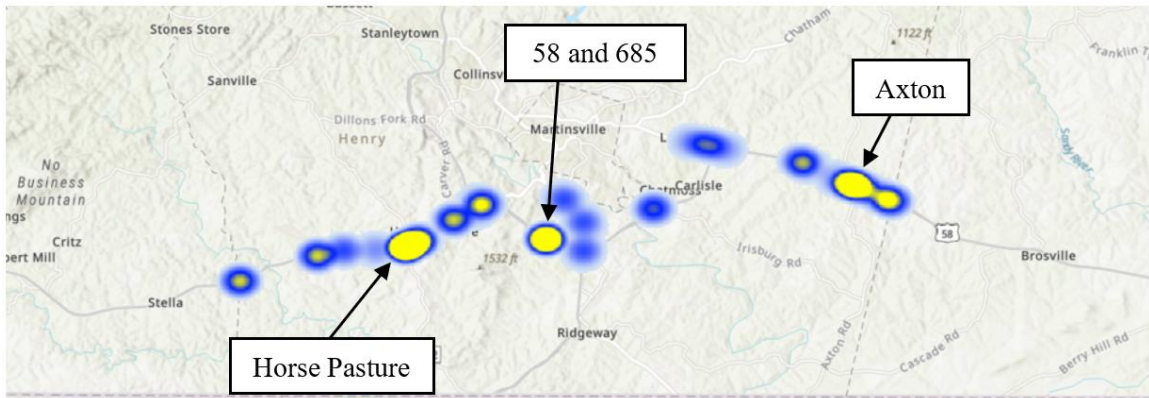 Stones Store
Stanleytown
58 and 685
Chatham
1122 ft
Sanville
Dillons Fork Rd
Henry
Martinsville
Axton
No
Business
Mountain
Carver Rd
Carlisle
Sandy River
Critz
1532 ft
58
Irisburg Rd
Brosville
Stella
Ridgeway
Horse Pasture
Axton Rd
Cascade Rd
Berry Hill Rd